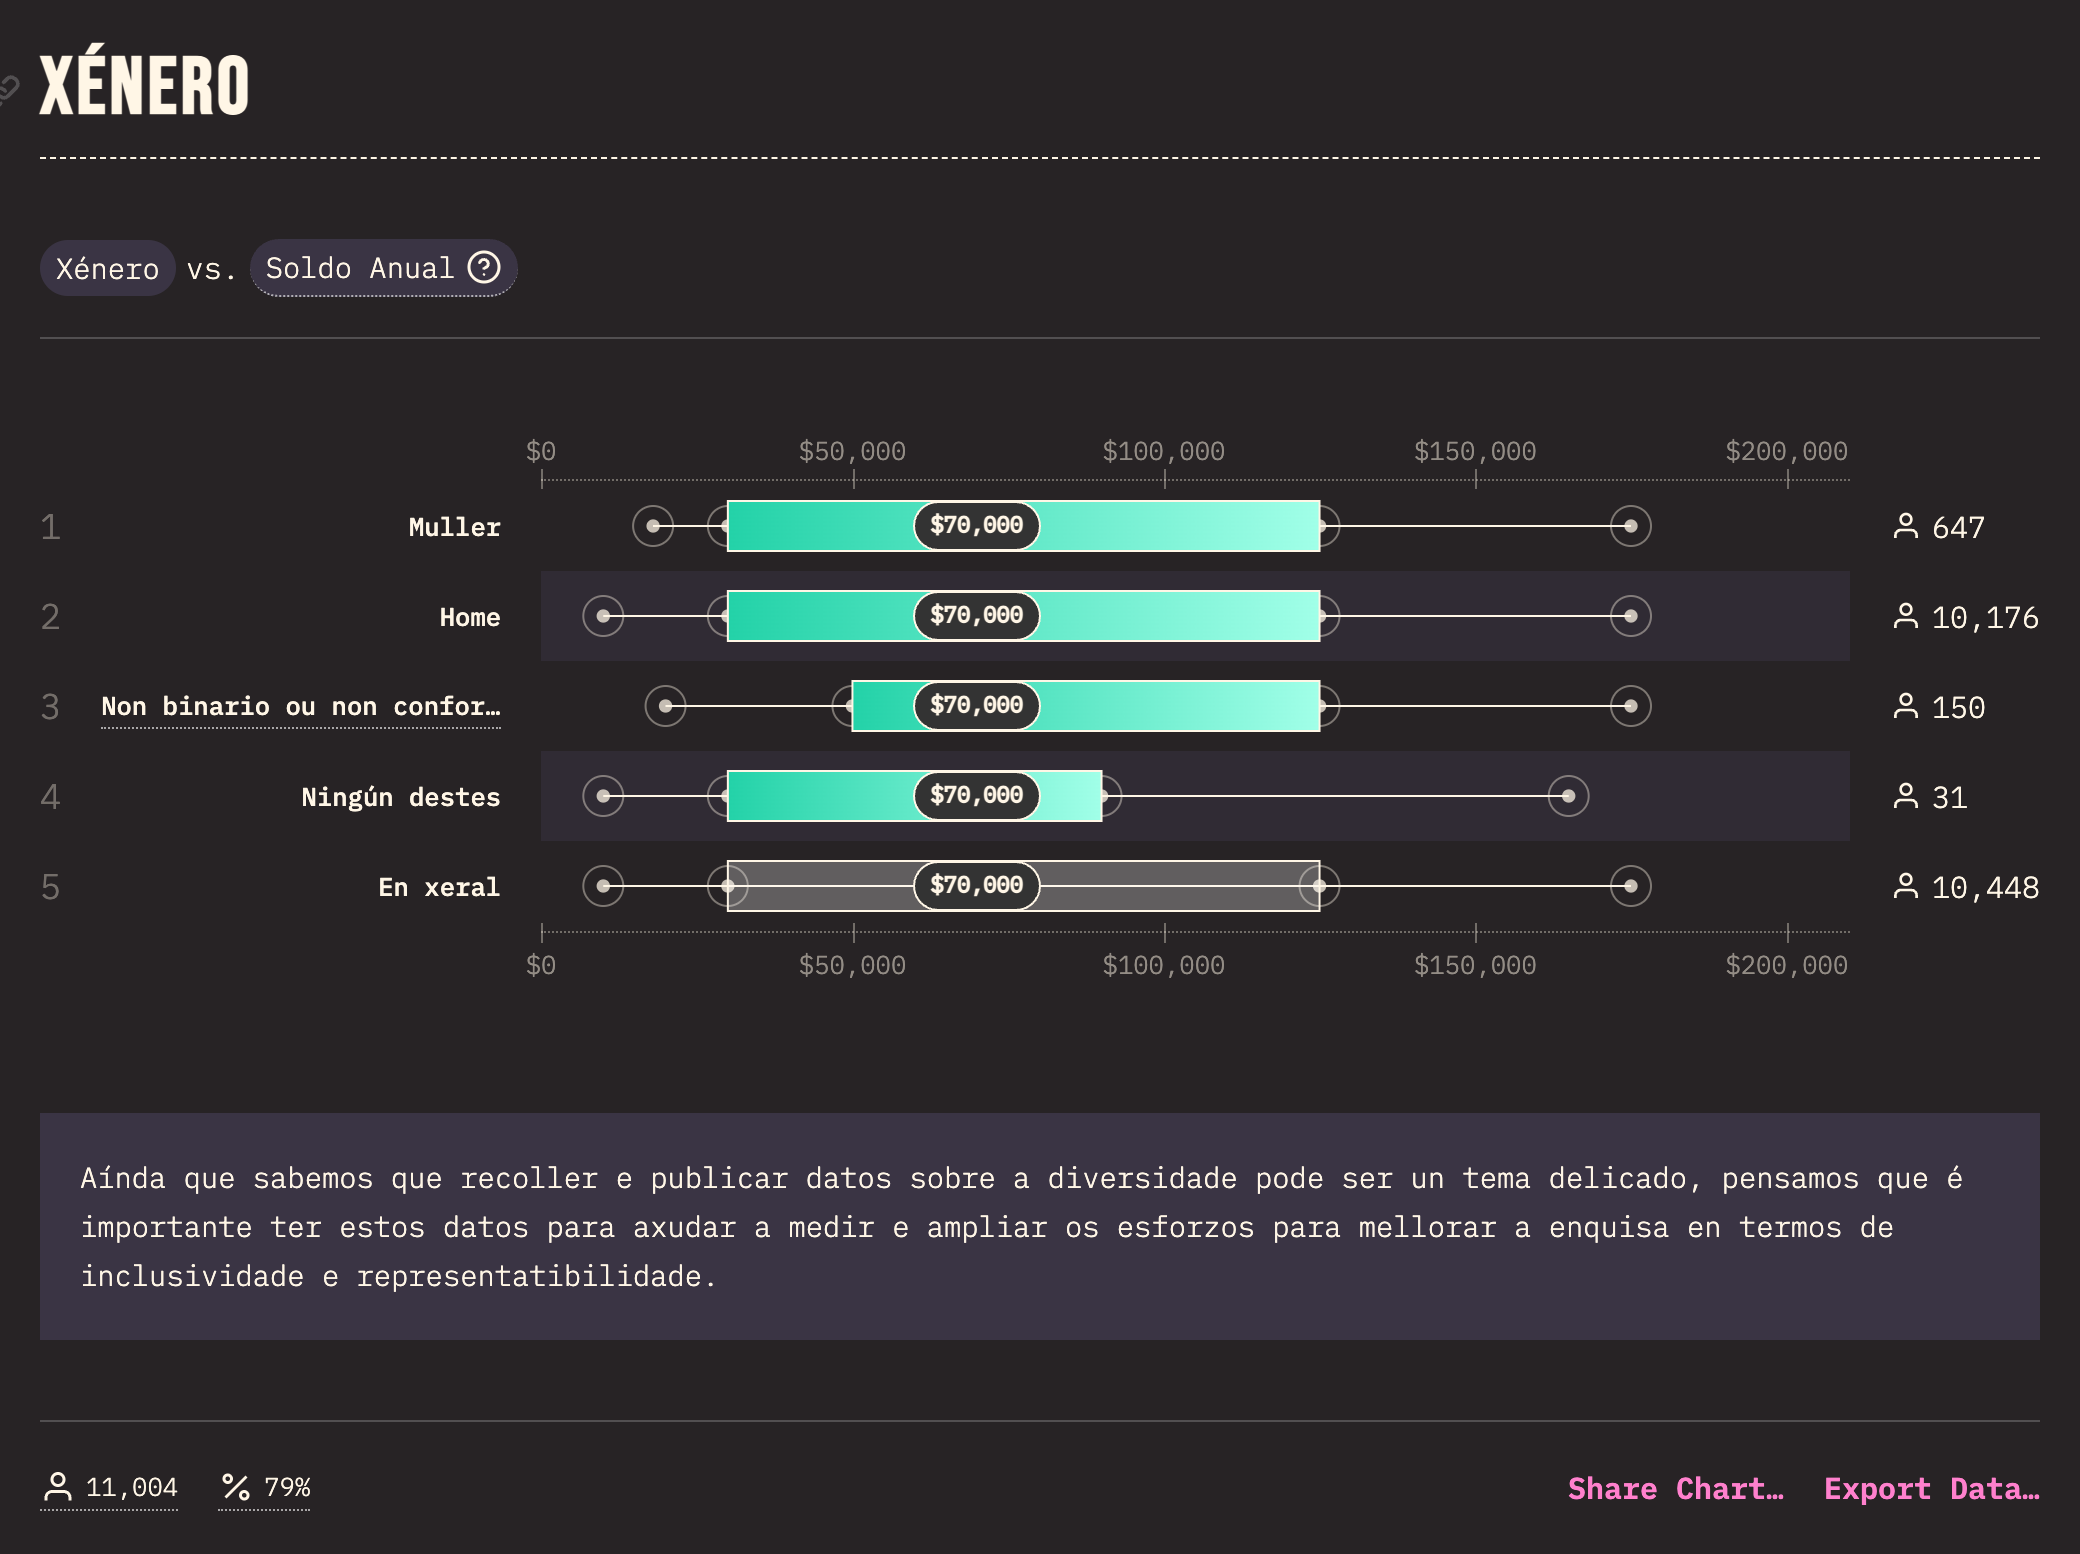 XÉNERO
Xénero vs. Soldo Anual
$0 $50,000 $100,000 $150,000 $200,000
1 Muller $70,000 647
2 Home $70,000 10,176
3 Non binario ou non confor… $70,000 150
4 Ningún destes $70,000 31
5 En xeral $70,000 10,448
$0 $50,000 $100,000 $150,000 $200,000
Aínda que sabemos que recoller e publicar datos sobre a diversidade pode ser un tema delicado, pensamos que é
importante ter estos datos para axudar a medir e ampliar os esforzos para mellorar a enquisa en termos de
inclusividade e representatibilidade.
11,004 79% Share Chart… Export Data…